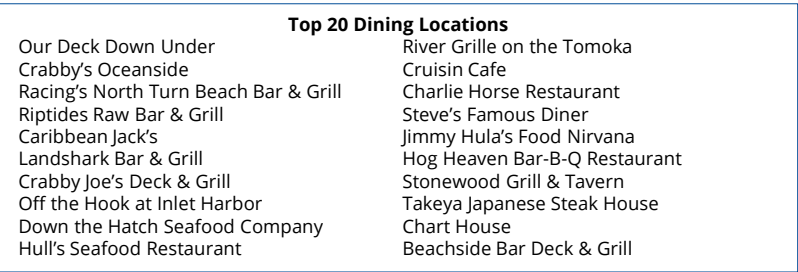 Top 20 Dining Locations
Our Deck Down Under
Crabby's Oceanside
Racing's North Turn Beach Bar & Grill
Riptides Raw Bar & Grill
Caribbean Jack's
Landshark Bar & Grill
Crabby Joe's Deck & Grill
Off the Hook at Inlet Harbor
Down the Hatch Seafood Company
Hull's Seafood Restaurant
River Grille on the Tomoka
Cruisin Cafe
Charlie Horse Restaurant
Steve's Famous Diner
Jimmy Hula's Food Nirvana
Hog Heaven Bar-B-Q Restaurant
Stonewood Grill & Tavern
Takeya Japanese Steak House
Chart House
Beachside Bar Deck & Grill